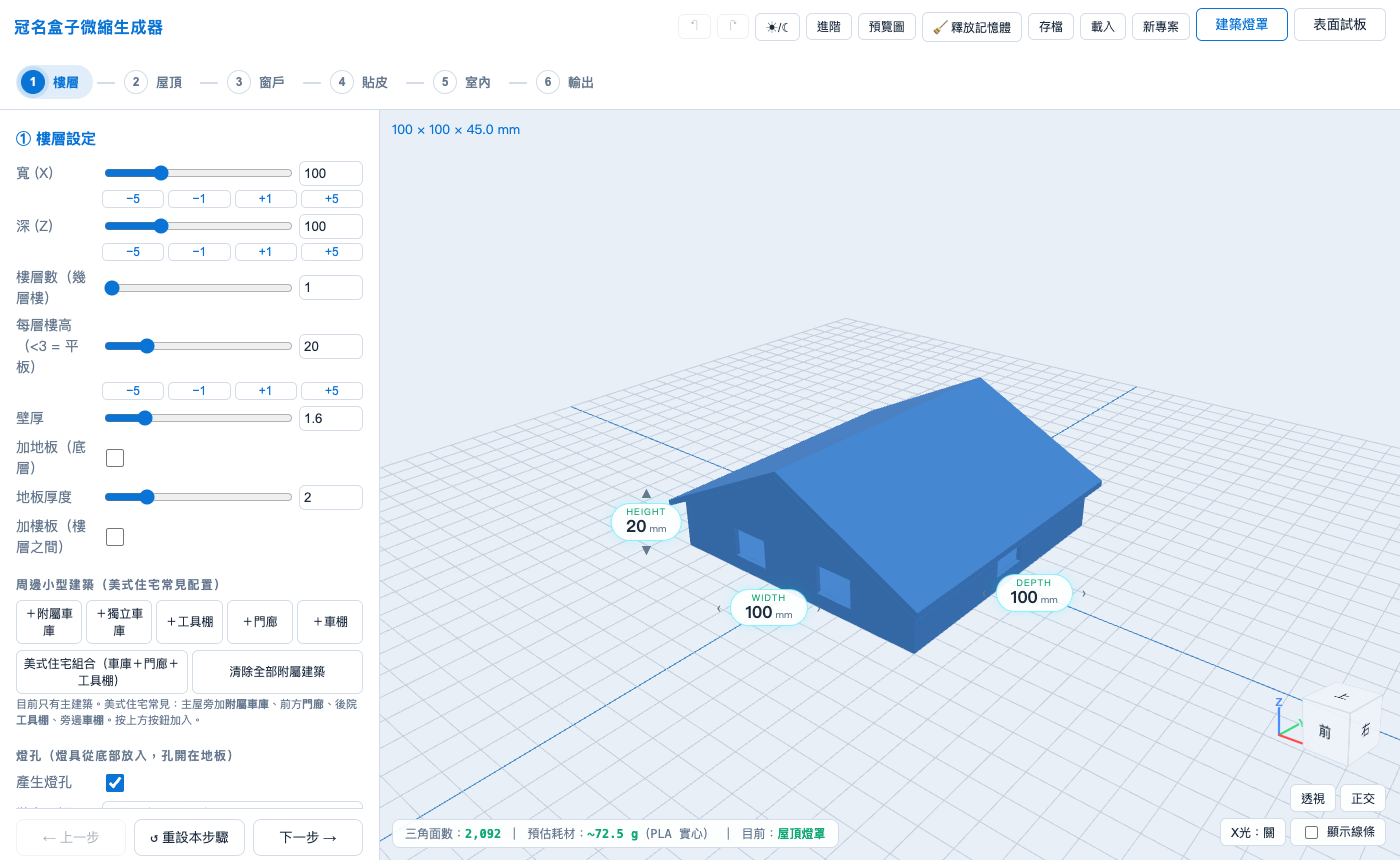 冠名盒子微縮生成器
☀/☾
進階
預覽圖
🧹 釋放記憶體
存檔
載入
新專案
建築燈罩
表面試板
1 樓層
2 屋頂
3 窗戶
4 貼皮
5 室內
6 輸出
① 樓層設定
寬 (X)
100
−5 −1 +1 +5
深 (Z)
100
−5 −1 +1 +5
樓層數（幾
層樓）
1
每層樓高
（<3 = 平
板）
20
−5 −1 +1 +5
壁厚
1.6
加地板（底
層）
地板厚度
2
加樓板（樓
層之間）
周邊小型建築（美式住宅常見配置）
＋附屬車
庫
＋獨立車
庫
＋工具棚
＋門廊
＋車棚
美式住宅組合（車庫＋門廊＋
工具棚）
清除全部附屬建築
目前只有主建築。美式住宅常見：主屋旁加附屬車庫、前方門廊、後院
工具棚、旁邊車棚。按上方按鈕加入。
燈孔（燈具從底部放入，孔開在地板）
產生燈孔
← 上一步
↺ 重設本步驟
下一步 →
100 × 100 × 45.0 mm
HEIGHT
20 mm
WIDTH
100 mm
DEPTH
100 mm
Z
上
前
右
透視
正交
X光：關
顯示線條
三角面數：2,092 | 預估耗材：~72.5 g (PLA 實心) | 目前：屋頂燈罩